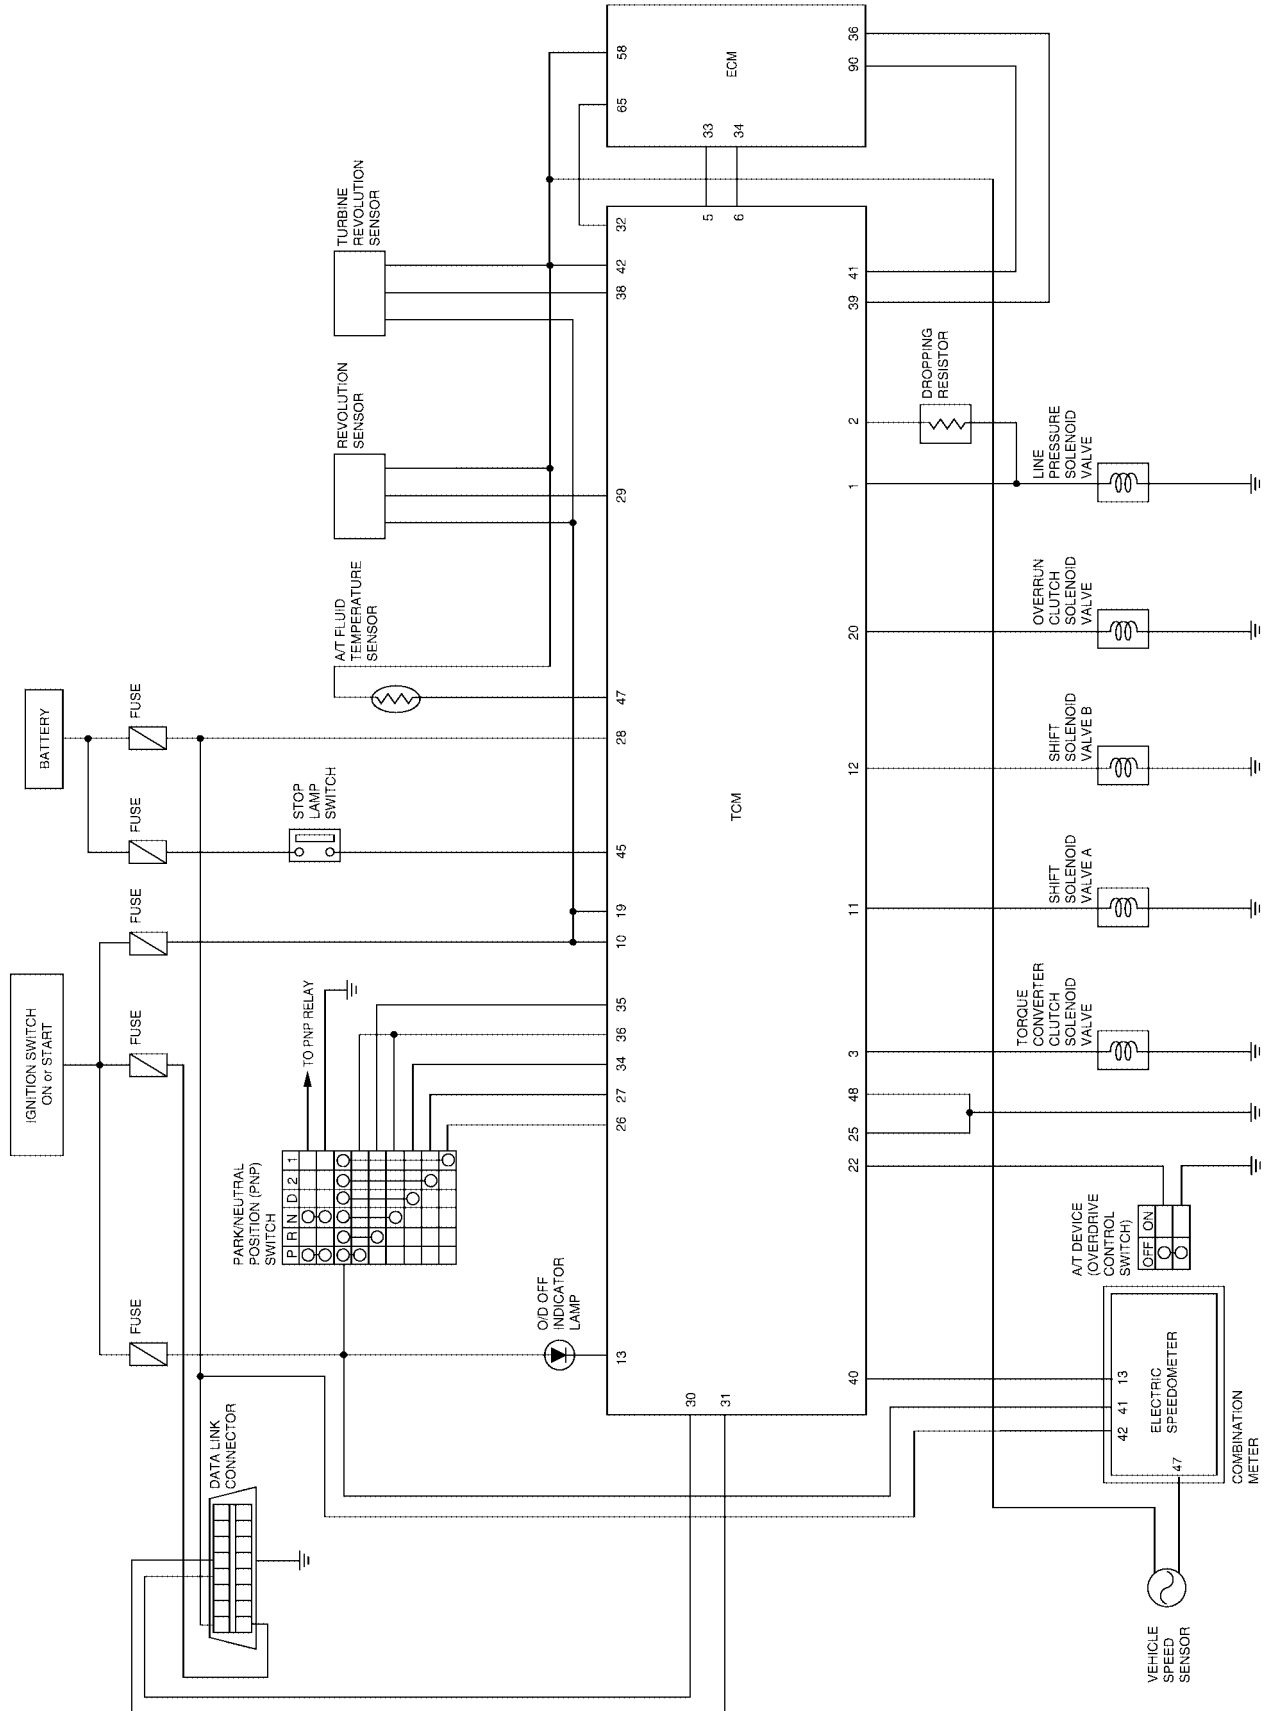 BATTERY
IGNITION SWITCH
ON or START
FUSE
FUSE
FUSE
FUSE
FUSE
STOP
LAMP
SWITCH
A/T FLUID
TEMPERATURE
SENSOR
REVOLUTION
SENSOR
TURBINE
REVOLUTION
SENSOR
TO PNP RELAY
PARK/NEUTRAL
POSITION (PNP)
SWITCH
P R N D 2 1
O/D OFF
INDICATOR
LAMP
DATA LINK
CONNECTOR
ECM
58
65
33
34
36
90
TCM
13
26
27
34
36
35
10
19
45
28
47
29
38
42
32
5
6
30
31
40
22
25
48
3
11
12
20
1
2
39
41
DROPPING
RESISTOR
LINE
PRESSURE
SOLENOID
VALVE
OVERRUN
CLUTCH
SOLENOID
VALVE
SHIFT
SOLENOID
VALVE B
SHIFT
SOLENOID
VALVE A
TORQUE
CONVERTER
CLUTCH
SOLENOID
VALVE
A/T DEVICE
(OVERDRIVE
CONTROL
SWITCH)
OFF ON
13
41
42
47
ELECTRIC
SPEEDOMETER
COMBINATION
METER
VEHICLE
SPEED
SENSOR